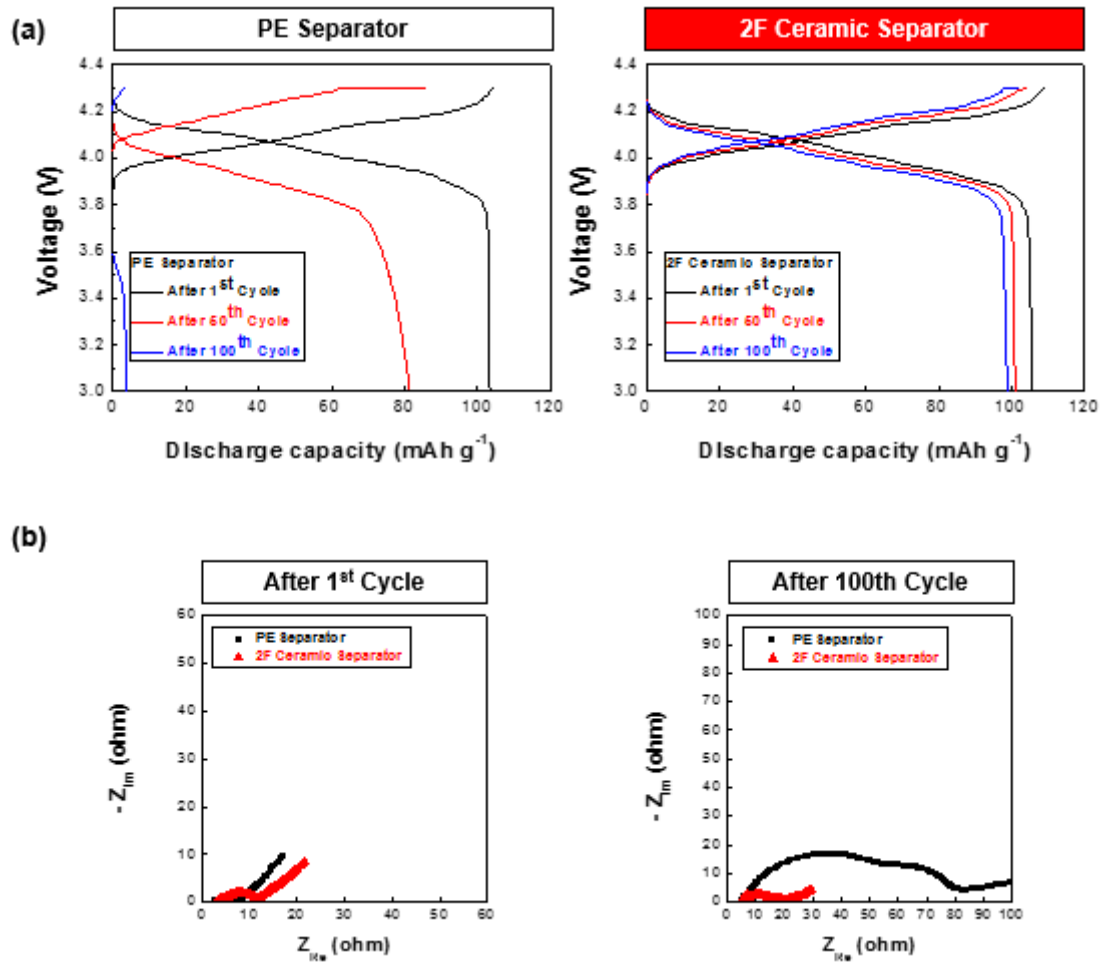 (a)
PE Separator
2F Ceramic Separator
4.4
4.2
4.0
3.8
3.6
3.4
3.2
3.0
Voltage (V)
PE Separator
After 1st Cycle
After 50th Cycle
After 100th Cycle
0 20 40 60 80 100 120
Discharge capacity (mAh g-1)
4.4
4.2
4.0
3.8
3.6
3.4
3.2
3.0
Voltage (V)
2F Ceramic Separator
After 1st Cycle
After 50th Cycle
After 100th Cycle
0 20 40 60 80 100 120
Discharge capacity (mAh g-1)
(b)
After 1st Cycle
60
50
40
30
20
10
0
- ZIm (ohm)
PE Separator
2F Ceramic Separator
0 10 20 30 40 50 60
ZRe (ohm)
After 100th Cycle
100
90
80
70
60
50
40
30
20
10
0
- ZIm (ohm)
PE Separator
2F Ceramic Separator
0 10 20 30 40 50 60 70 80 90 100
ZRe (ohm)